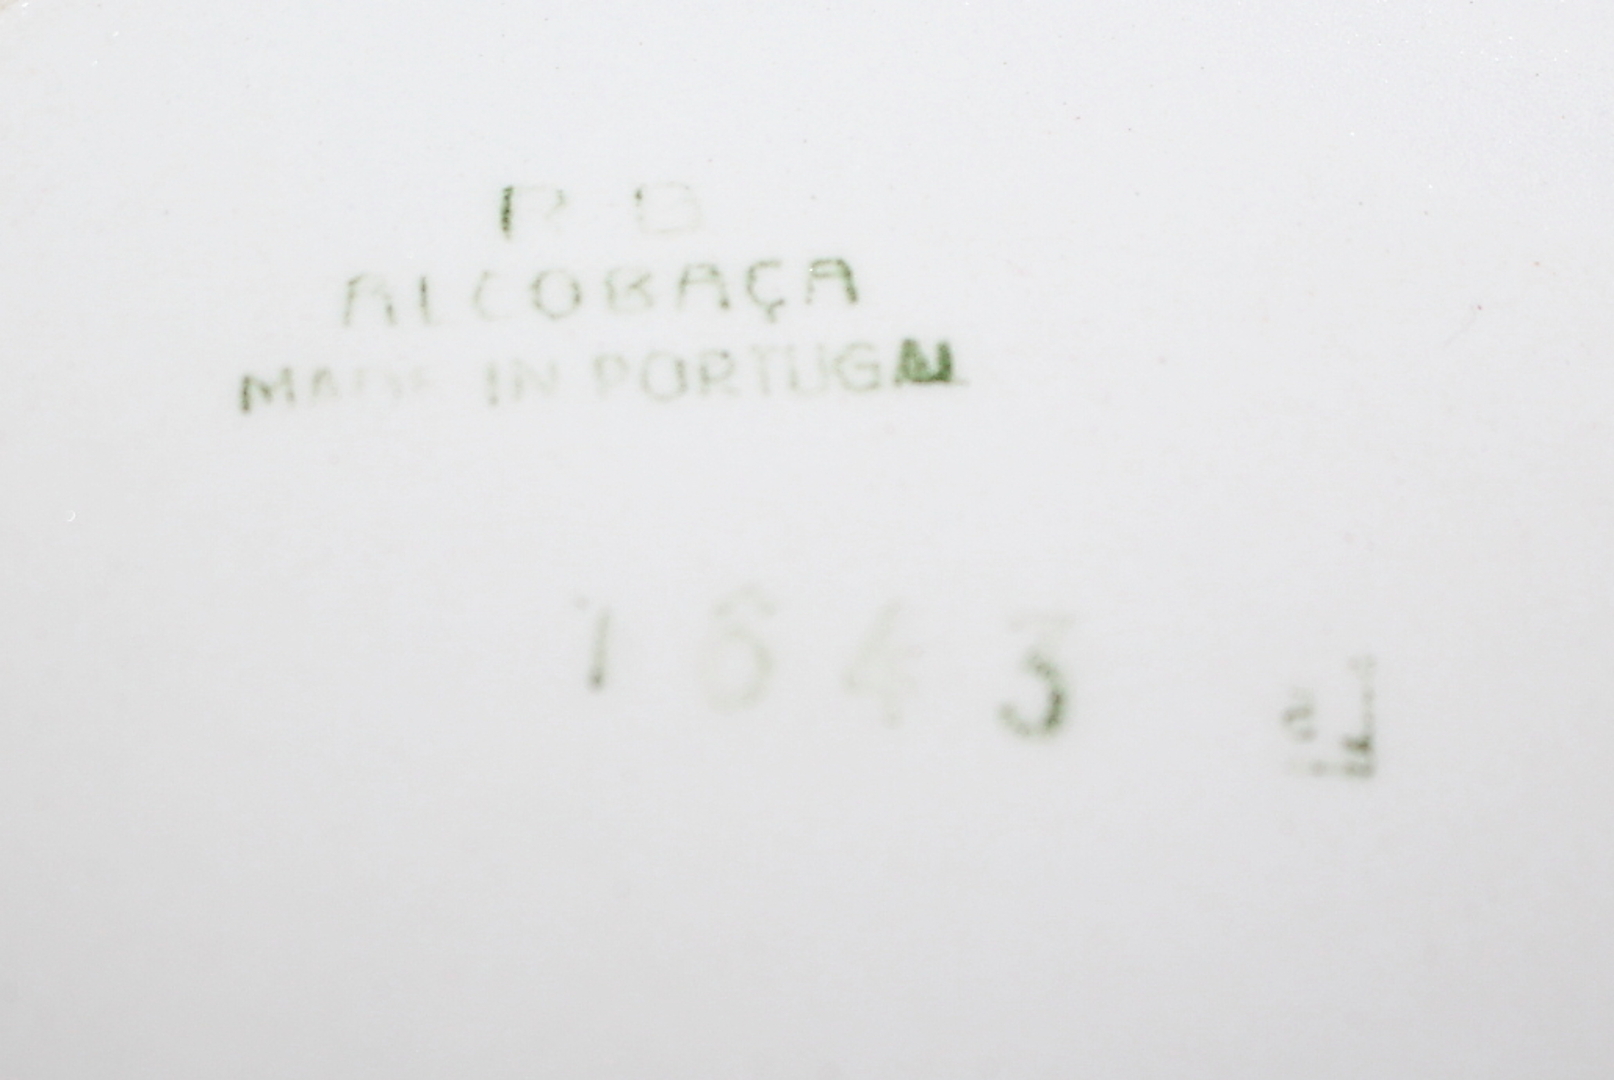 R B
ALCOBAÇA
MADE IN PORTUGAL
1643